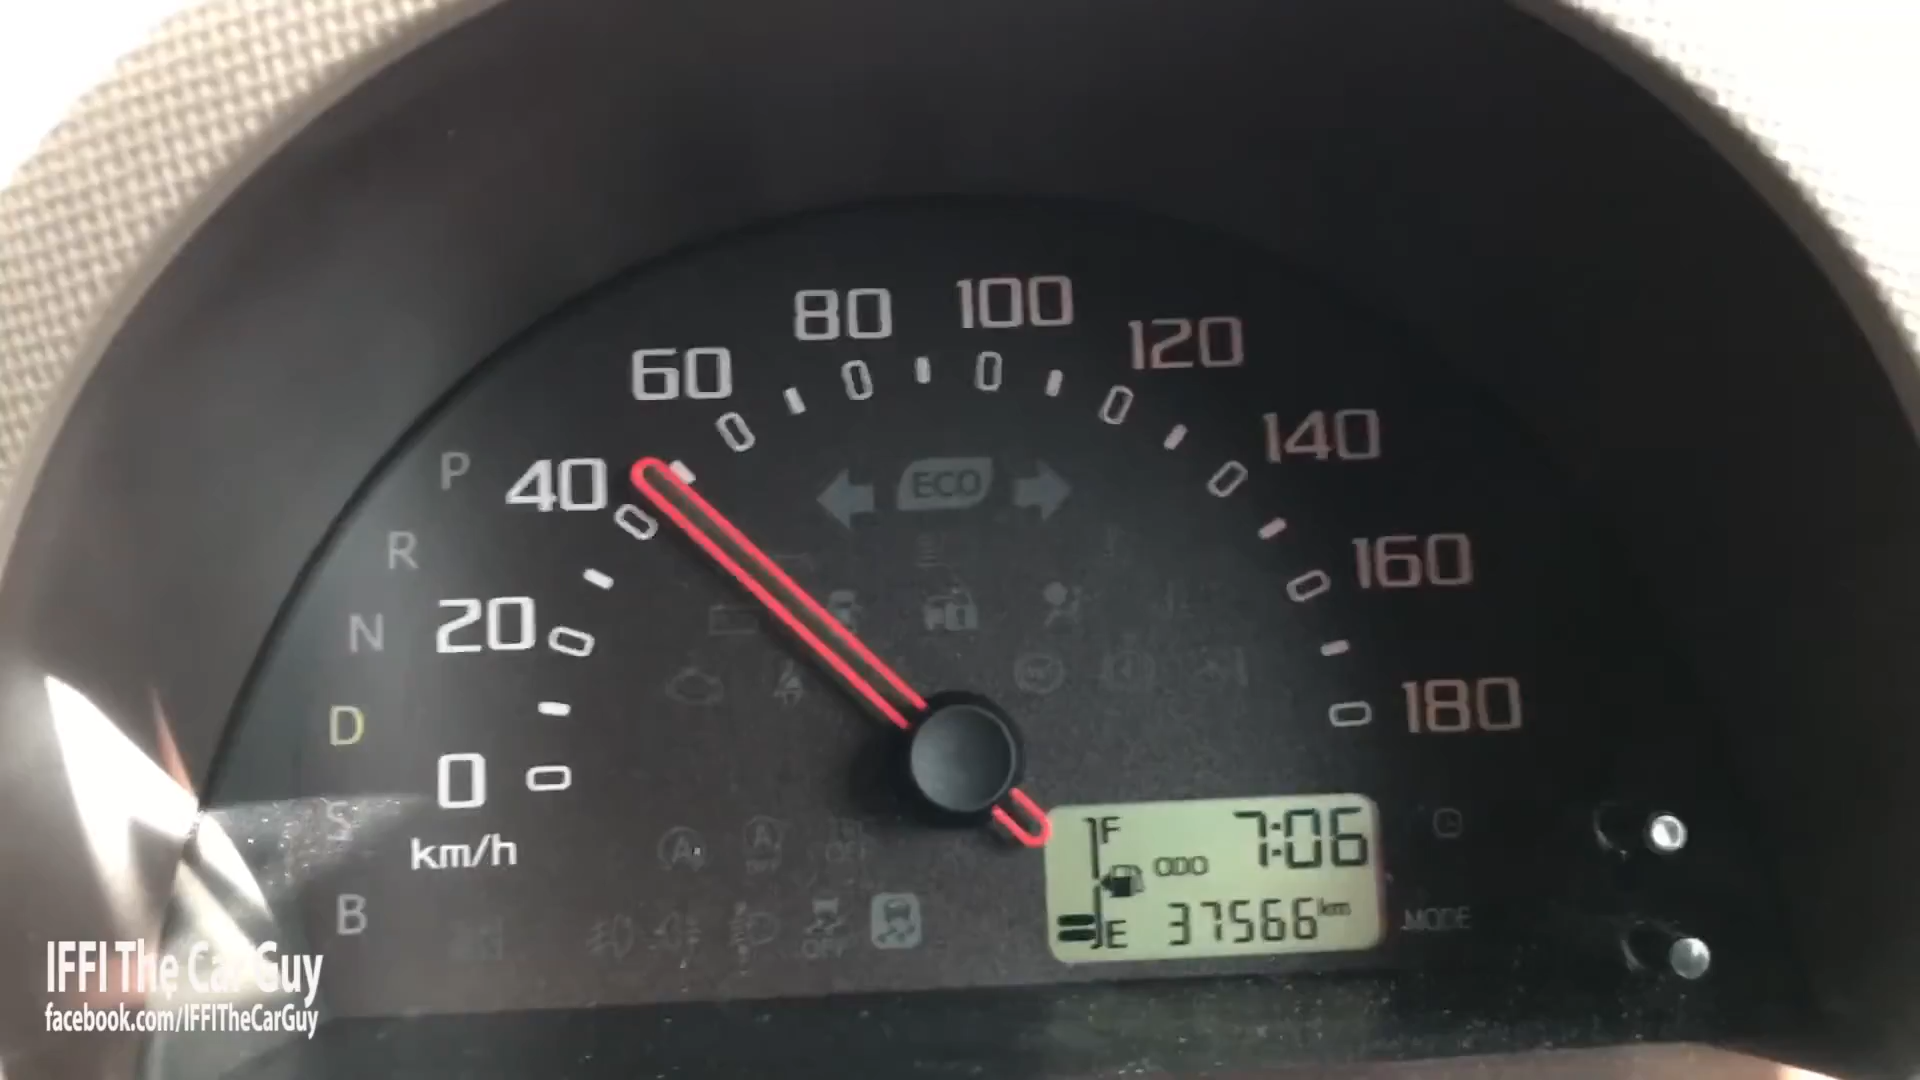 80
100
60
120
P
40
ECO
140
R
160
N
20
D
180
0
S
km/h
F
7:06
ODO
B
E
37566 km
MODE
OFF
IFFI The Car Guy
facebook.com/IFFITheCarGuy